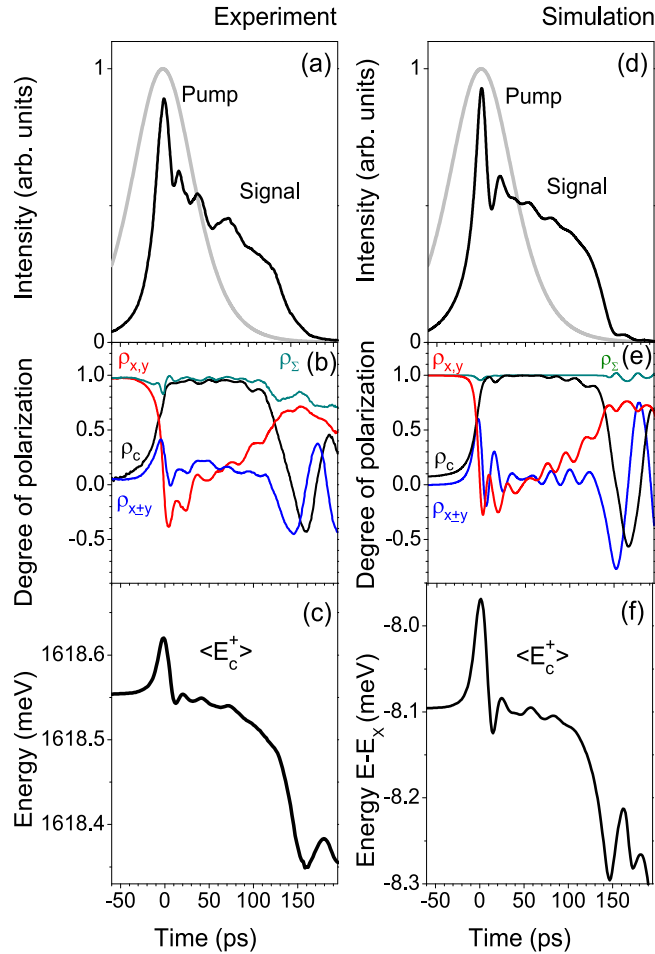 Experiment
Simulation
Intensity (arb. units)
1
0
(a)
Pump
Signal
Intensity (arb. units)
1
0
(d)
Pump
Signal
Degree of polarization
1.0
0.5
0.0
-0.5
ρx,y
ρΣ
(b)
ρc
ρx±y
Degree of polarization
1.0
0.5
0.0
-0.5
ρx,y
ρΣ
(e)
ρc
ρx±y
Energy (meV)
1618.6
1618.5
1618.4
(c)
<E_c^+>
Energy E-E_X (meV)
-8.0
-8.1
-8.2
-8.3
(f)
<E_c^+>
-50 0 50 100 150
-50 0 50 100 150
Time (ps)
Time (ps)